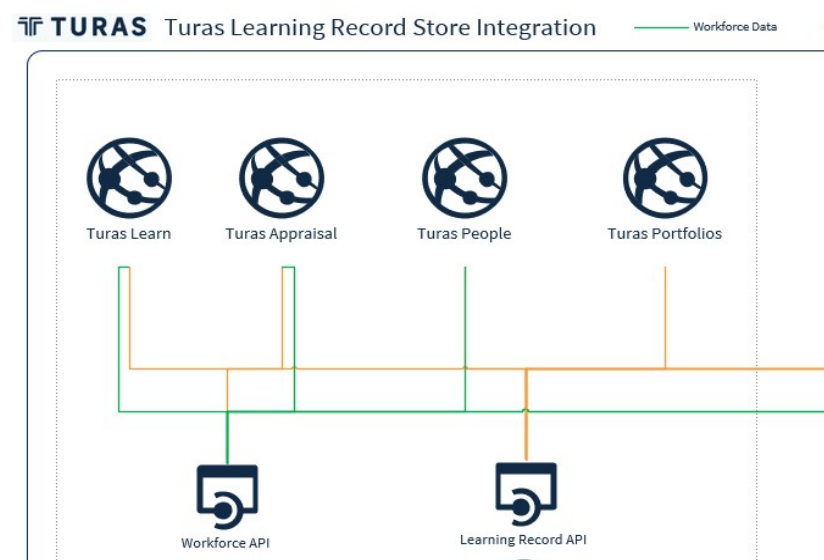 TURAS Turas Learning Record Store Integration Workforce Data
Turas Learn Turas Appraisal Turas People Turas Portfolios
Workforce API Learning Record API